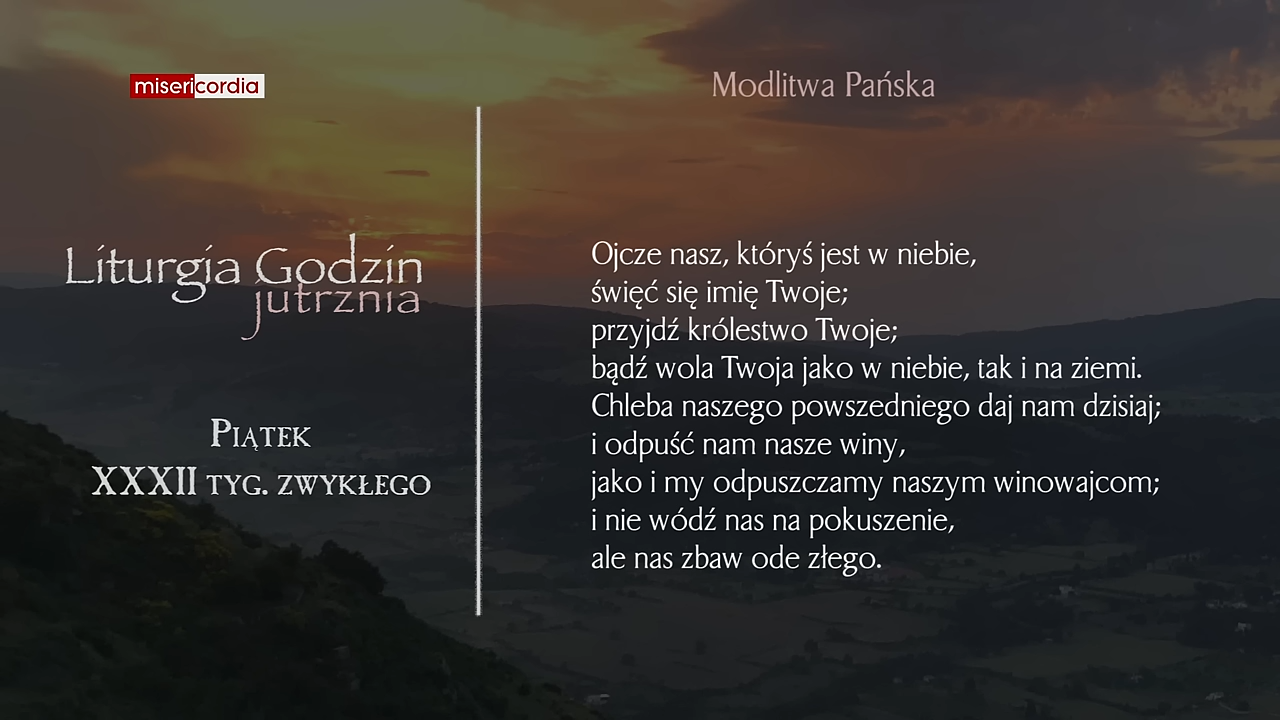 misericordia
Liturgia Godzin
jutrznia
Piątek
XXXII tyg. zwykłego
Modlitwa Pańska
Ojcze nasz, któryś jest w niebie,
święć się imię Twoje;
przyjdź królestwo Twoje;
bądź wola Twoja jako w niebie, tak i na ziemi.
Chleba naszego powszedniego daj nam dzisiaj;
i odpuść nam nasze winy,
jako i my odpuszczamy naszym winowajcom;
i nie wódź nas na pokuszenie,
ale nas zbaw ode złego.